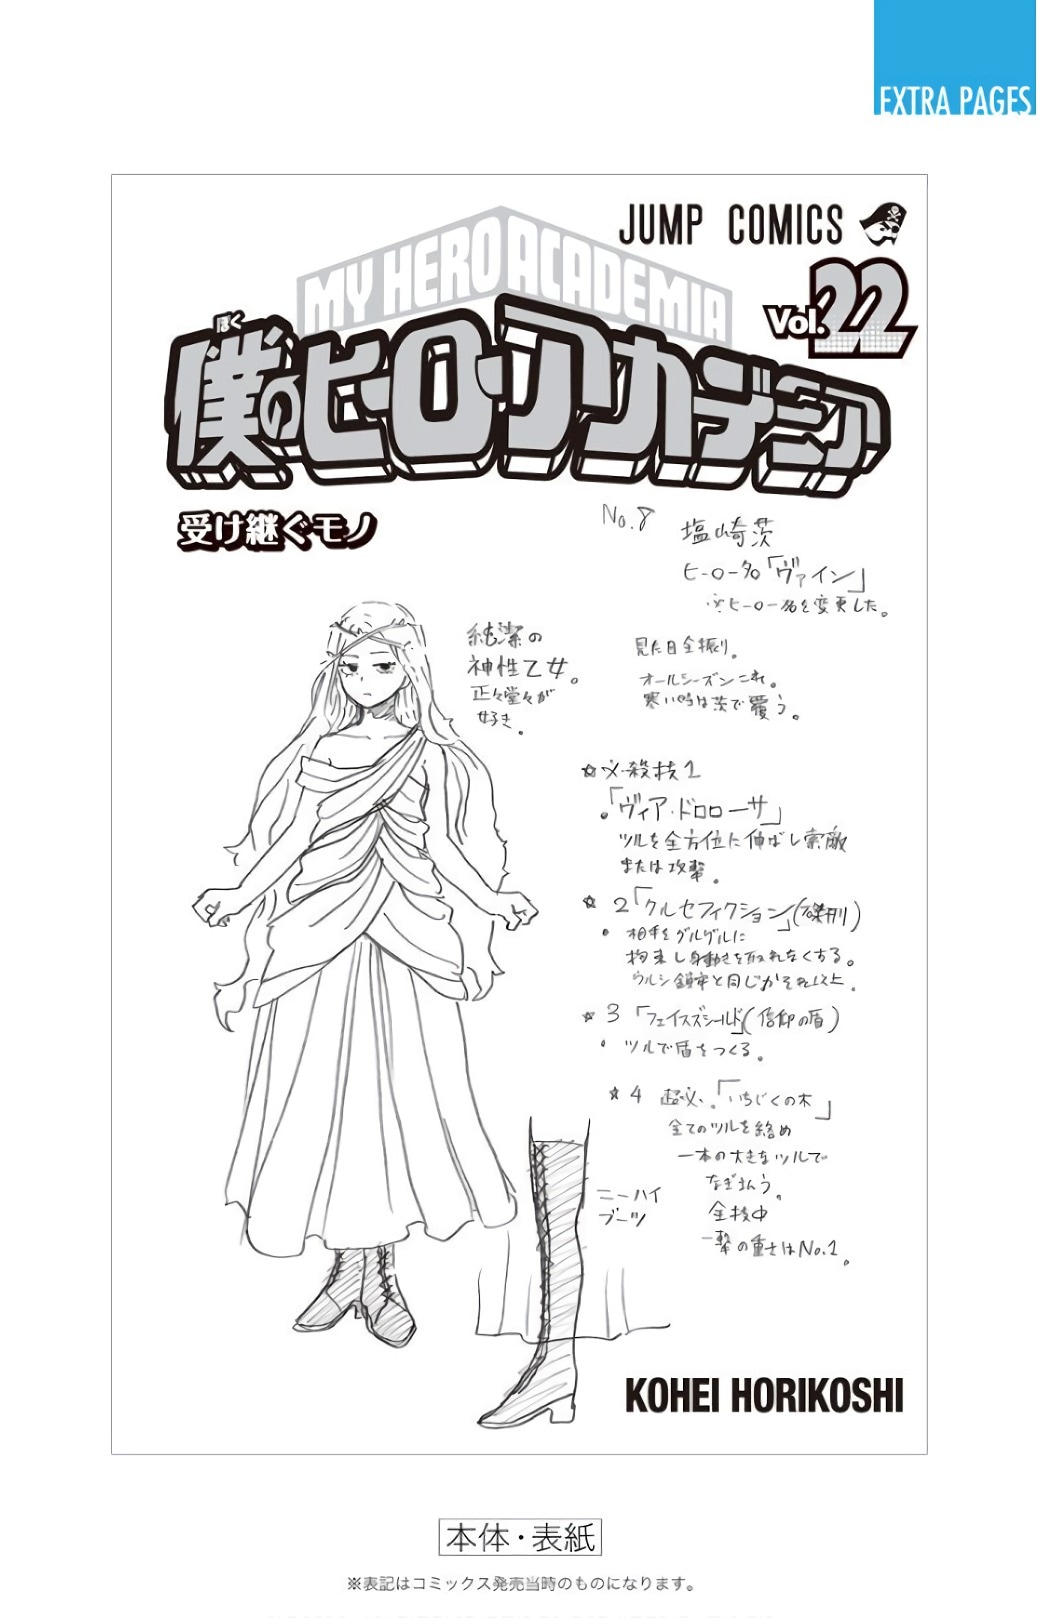 EXTRA PAGES
JUMP COMICS
MY HERO ACADEMIA
Vol.22
ぼく
僕のヒーローアカデミア
受け継ぐモノ
No.8
塩崎茨
ヒーロー名「ヴァイン」
※ヒーロー名を変更した。
純潔の
神性乙女。
正々堂々が
好き。
見た目全振り。
オールシーズンこれ。
寒い時は茨で覆う。
☆必殺技1
・「ヴィア・ドロローサ」
ツルを全方位に伸ばし索敵
または攻撃。
☆2「クルセフィクション」(磔刑)
・相手をグルグルに
拘束し身動きを取れなくする。
ウルシ鎖牢と同じかそれ以上。
☆3「フェイスズシールド」(信仰の盾)
・ツルで盾をつくる。
☆4 超必。「いちじくの木」
全てのツルを絡め
一本の大きなツルで
なぎ払う。
全技中
一撃の重さはNo.1。
ニーハイ
ブーツ
KOHEI HORIKOSHI
本体・表紙
※表記はコミックス発売当時のものになります。